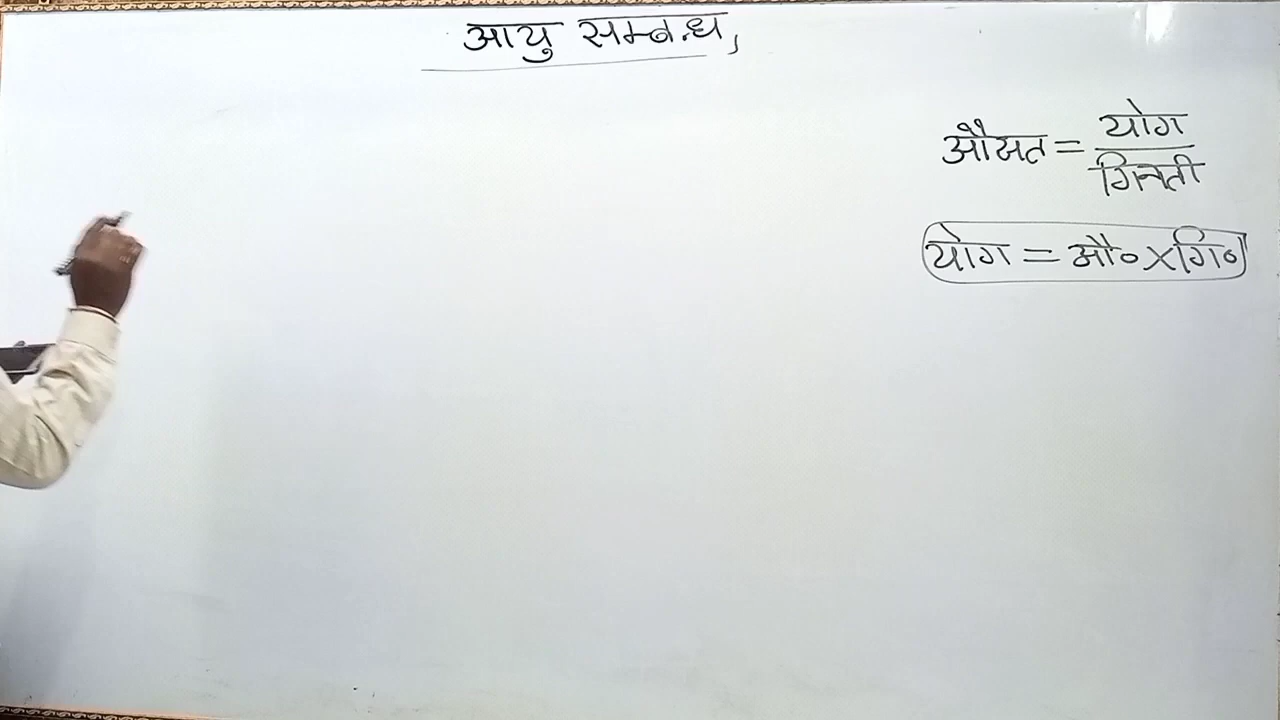 आयु सम्बन्ध,
औसत = योग / गिनती
योग = औ० × गि०